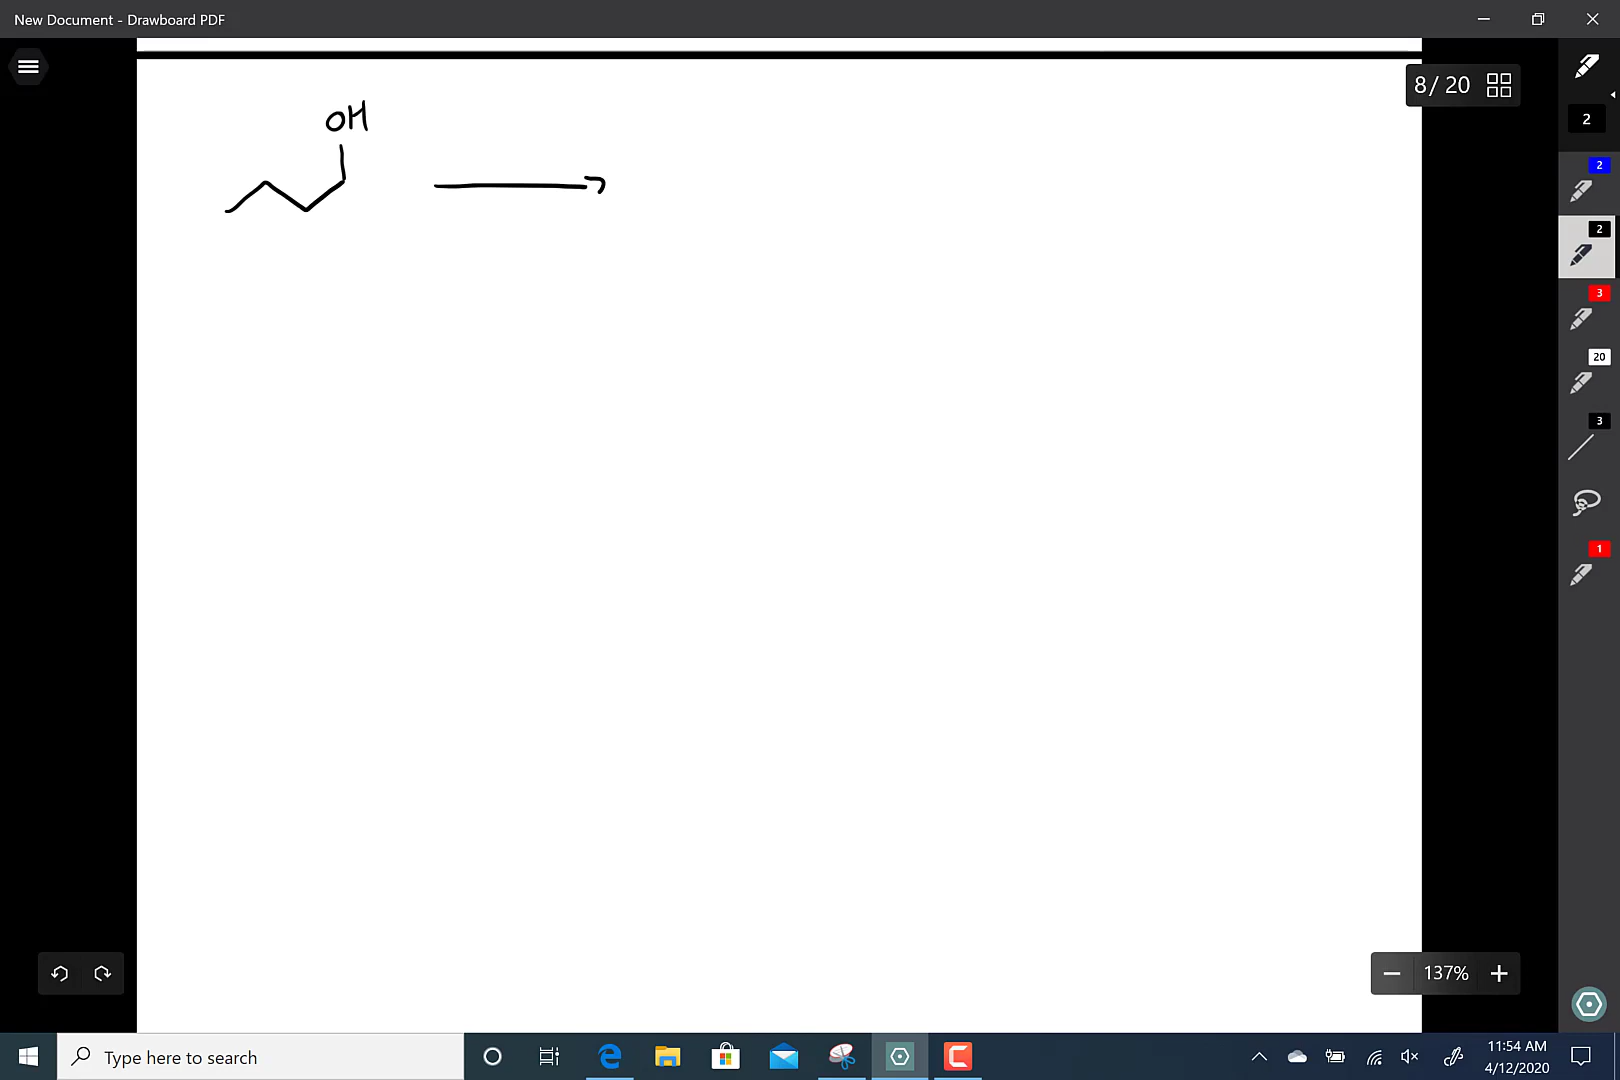 New Document - Drawboard PDF
8 / 20
OH
2
2
2
3
20
3
1
137%
Type here to search
11:54 AM
4/12/2020